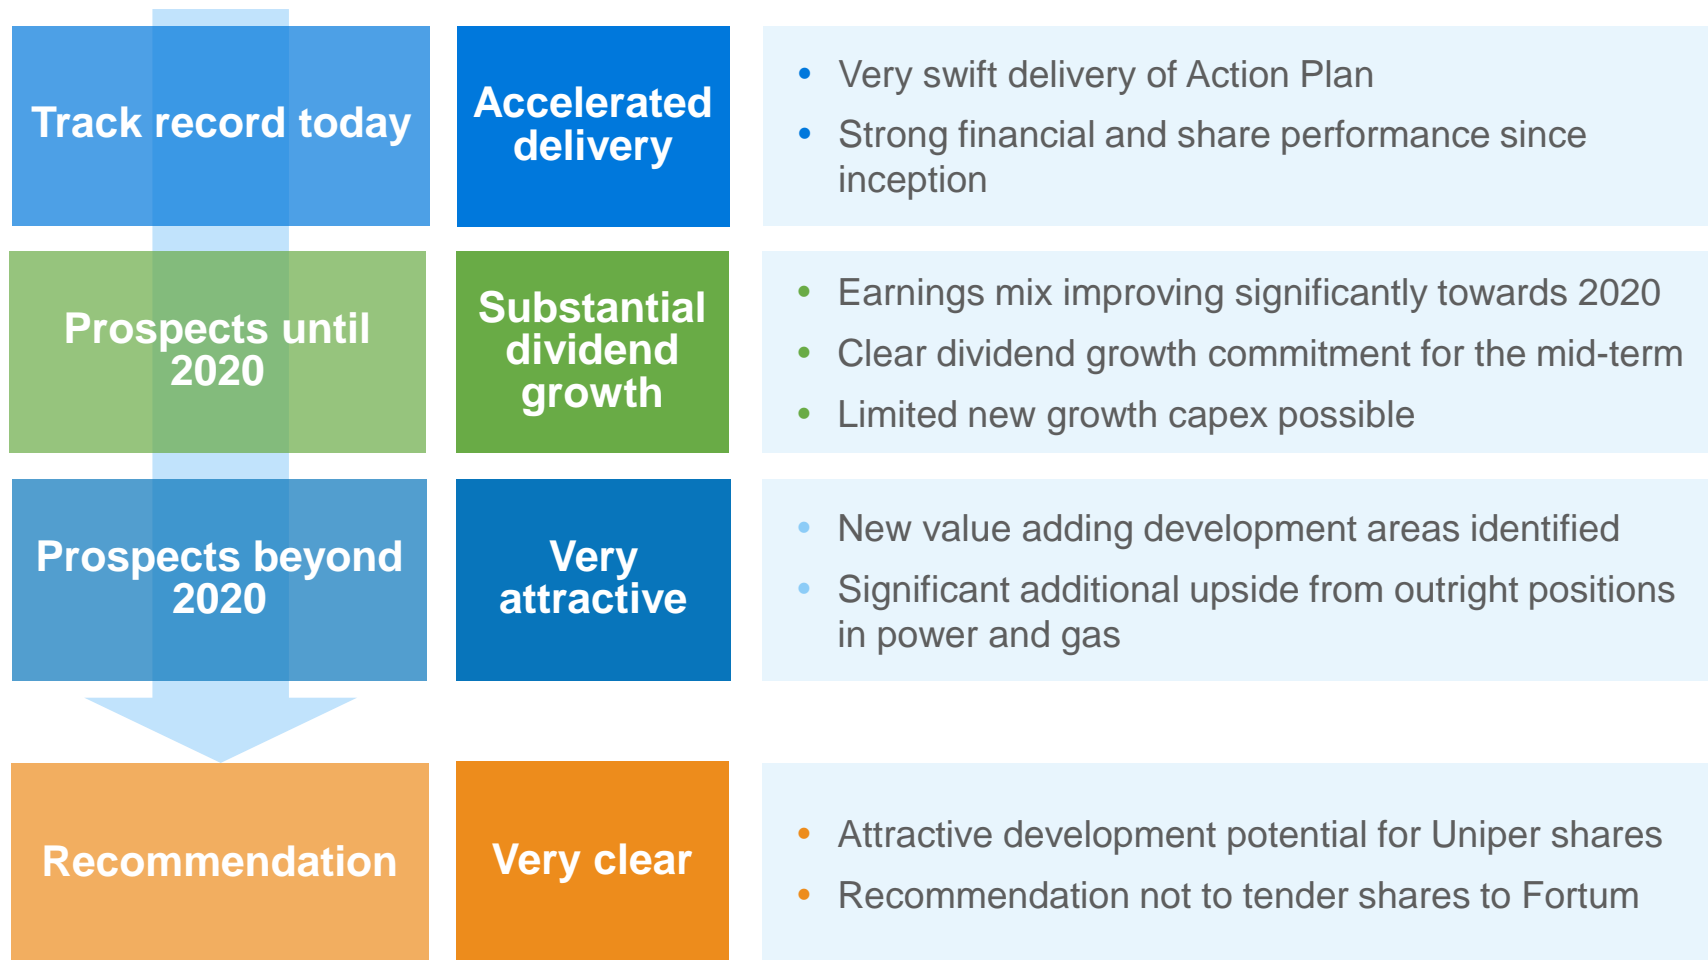 Track record today
Accelerated
delivery
• Very swift delivery of Action Plan
• Strong financial and share performance since
inception
Prospects until
2020
Substantial
dividend
growth
• Earnings mix improving significantly towards 2020
• Clear dividend growth commitment for the mid-term
• Limited new growth capex possible
Prospects beyond
2020
Very
attractive
• New value adding development areas identified
• Significant additional upside from outright positions
in power and gas
Recommendation
Very clear
• Attractive development potential for Uniper shares
• Recommendation not to tender shares to Fortum